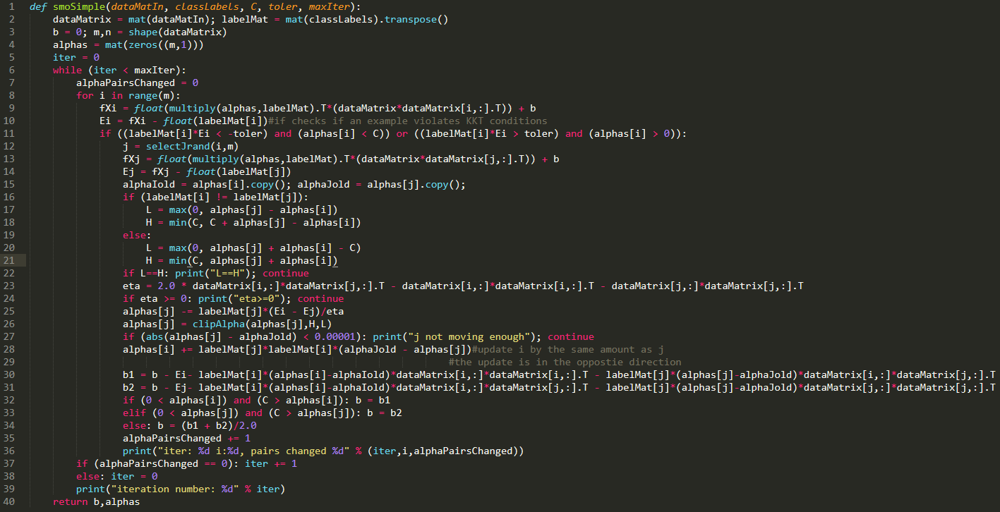 1 def smoSimple(dataMatIn, classLabels, C, toler, maxIter):
2     dataMatrix = mat(dataMatIn); labelMat = mat(classLabels).transpose()
3     b = 0; m,n = shape(dataMatrix)
4     alphas = mat(zeros((m,1)))
5     iter = 0
6     while (iter < maxIter):
7         alphaPairsChanged = 0
8         for i in range(m):
9             fXi = float(multiply(alphas,labelMat).T*(dataMatrix*dataMatrix[i,:].T)) + b
10             Ei = fXi - float(labelMat[i])#if checks if an example violates KKT conditions
11             if ((labelMat[i]*Ei < -toler) and (alphas[i] < C)) or ((labelMat[i]*Ei > toler) and (alphas[i] > 0)):
12                 j = selectJrand(i,m)
13                 fXj = float(multiply(alphas,labelMat).T*(dataMatrix*dataMatrix[j,:].T)) + b
14                 Ej = fXj - float(labelMat[j])
15                 alphaIold = alphas[i].copy(); alphaJold = alphas[j].copy();
16                 if (labelMat[i] != labelMat[j]):
17                     L = max(0, alphas[j] - alphas[i])
18                     H = min(C, C + alphas[j] - alphas[i])
19                 else:
20                     L = max(0, alphas[j] + alphas[i] - C)
21                     H = min(C, alphas[j] + alphas[i])
22                 if L==H: print("L==H"); continue
23                 eta = 2.0 * dataMatrix[i,:]*dataMatrix[j,:].T - dataMatrix[i,:]*dataMatrix[i,:].T - dataMatrix[j,:]*dataMatrix[j,:].T
24                 if eta >= 0: print("eta>=0"); continue
25                 alphas[j] -= labelMat[j]*(Ei - Ej)/eta
26                 alphas[j] = clipAlpha(alphas[j],H,L)
27                 if (abs(alphas[j] - alphaJold) < 0.00001): print("j not moving enough"); continue
28                 alphas[i] += labelMat[j]*labelMat[i]*(alphaJold - alphas[j])#update i by the same amount as j
29                                                                         #the update is in the oppostie direction
30                 b1 = b - Ei- labelMat[i]*(alphas[i]-alphaIold)*dataMatrix[i,:]*dataMatrix[i,:].T - labelMat[j]*(alphas[j]-alphaJold)*dataMatrix[i,:]*dataMatrix[j,:].T
31                 b2 = b - Ej- labelMat[i]*(alphas[i]-alphaIold)*dataMatrix[i,:]*dataMatrix[j,:].T - labelMat[j]*(alphas[j]-alphaJold)*dataMatrix[j,:]*dataMatrix[j,:].T
32                 if (0 < alphas[i]) and (C > alphas[i]): b = b1
33                 elif (0 < alphas[j]) and (C > alphas[j]): b = b2
34                 else: b = (b1 + b2)/2.0
35                 alphaPairsChanged += 1
36                 print("iter: %d i:%d, pairs changed %d" % (iter,i,alphaPairsChanged))
37         if (alphaPairsChanged == 0): iter += 1
38         else: iter = 0
39         print("iteration number: %d" % iter)
40     return b,alphas